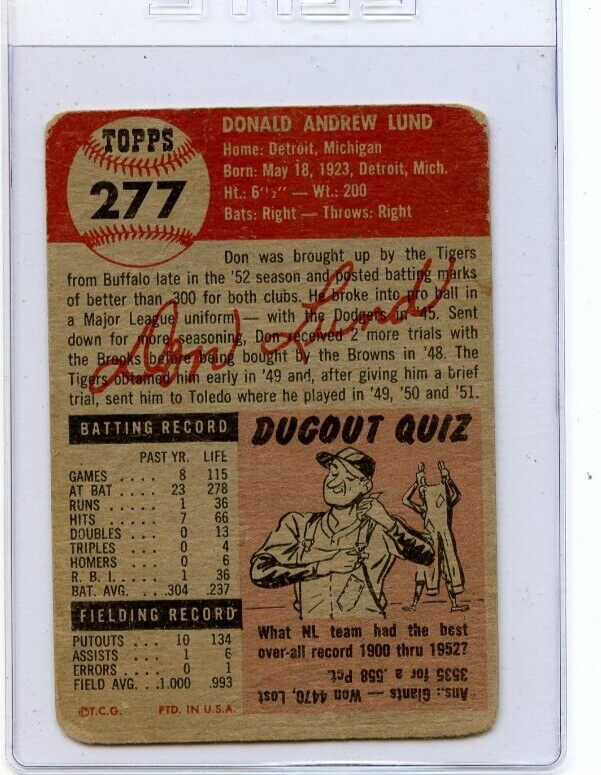 TOPPS
277
DONALD ANDREW LUND
Home: Detroit, Michigan
Born: May 18, 1923, Detroit, Mich.
Ht.: 6'½" — Wt.: 200
Bats: Right — Throws: Right
Don was brought up by the Tigers
from Buffalo late in the '52 season and posted batting marks
of better than .300 for both clubs. He broke into pro ball in
a Major League uniform — with the Dodgers in '45. Sent
down for more seasoning, Don received 2 more trials with
the Brooks before being bought by the Browns in '48. The
Tigers obtained him early in '49 and, after giving him a brief
trial, sent him to Toledo where he played in '49, '50 and '51.
Don Lund
BATTING RECORD
PAST YR. LIFE
GAMES .... 8 115
AT BAT .... 23 278
RUNS ..... 1 36
HITS ..... 7 66
DOUBLES .. 0 13
TRIPLES ... 0 4
HOMERS ... 0 6
R. B. I. ..... 1 36
BAT. AVG. .. .304 .237
FIELDING RECORD
PUTOUTS ... 10 134
ASSISTS ... 1 6
ERRORS .... 0 1
FIELD AVG. .. 1.000 .993
©T.C.G. PTD. IN U.S.A.
DUGOUT QUIZ
What NL team had the best
over-all record 1900 thru 1952?
Ans.: Giants — Won 4470, Lost
3535 for a .558 Pct.